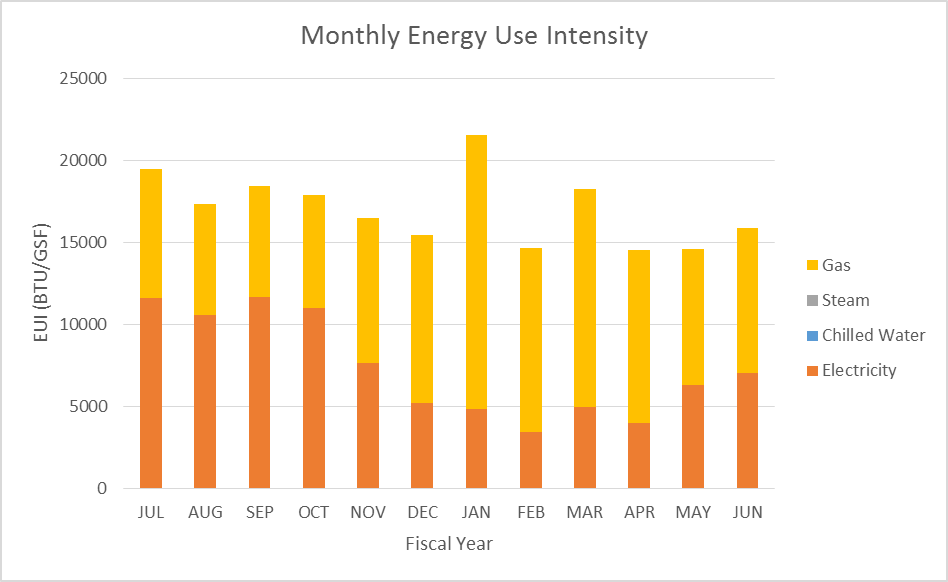 Monthly Energy Use Intensity
25000
20000
15000
10000
5000
0
EUI (BTU/GSF)
JUL AUG SEP OCT NOV DEC JAN FEB MAR APR MAY JUN
Fiscal Year
Gas
Steam
Chilled Water
Electricity